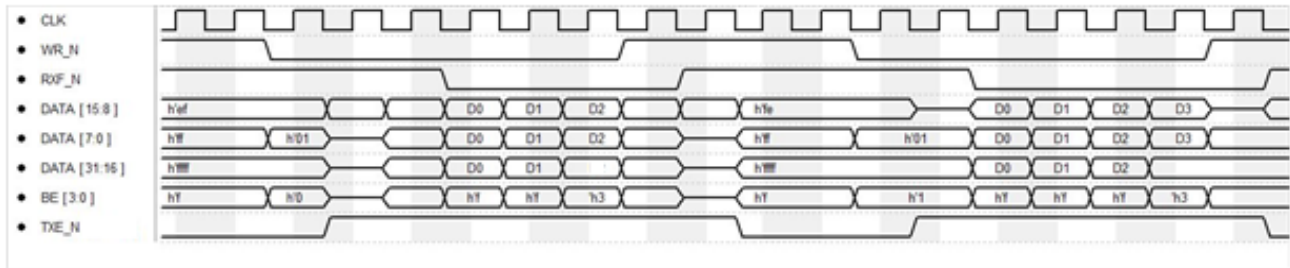 CLK
WR_N
RXF_N
DATA [15:8] h'ef D0 D1 D2 h'fe D0 D1 D2 D3
DATA [7:0] h'ff h'01 D0 D1 D2 h'ff h'01 D0 D1 D2 D3
DATA [31:16] h'ffff D0 D1 h'ffff D0 D1 D2
BE [3:0] h'f h'0 h'f h'f 'h3 h'f h'1 h'f h'f h'f 'h3
TXE_N